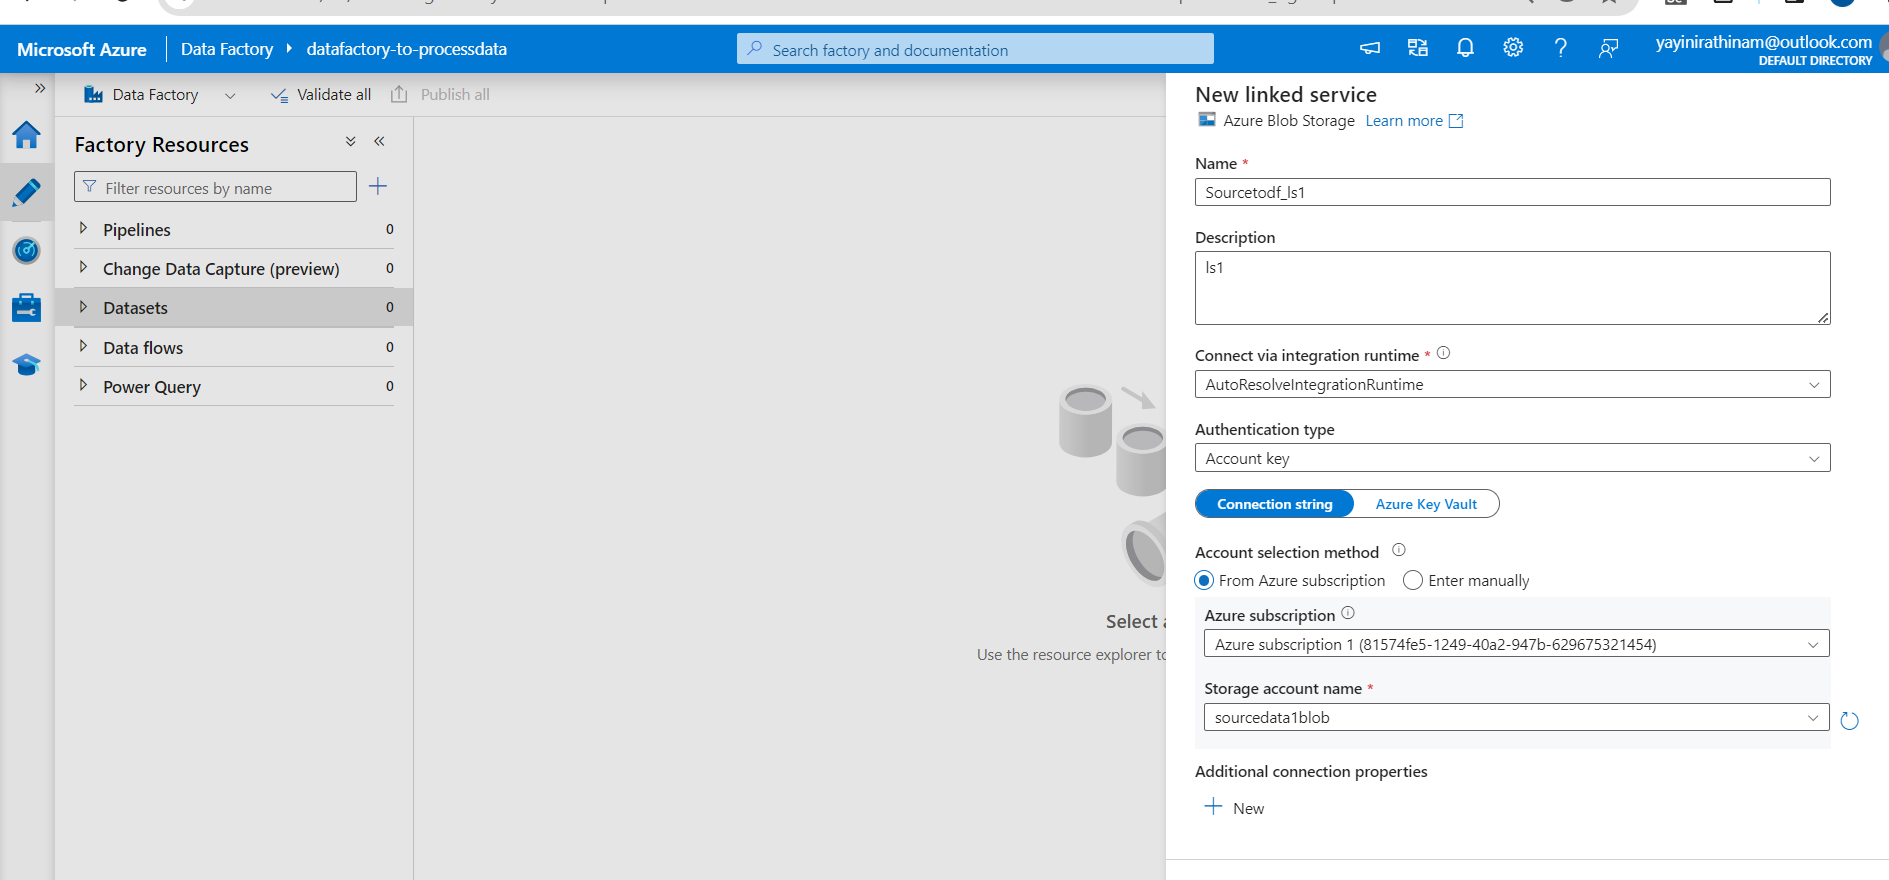 Microsoft Azure
Data Factory
datafactory-to-processdata
Search factory and documentation
?
yayinirathinam@outlook.com
DEFAULT DIRECTORY
»
Data Factory
Validate all
Publish all
Factory Resources
Filter resources by name
Pipelines 0
Change Data Capture (preview) 0
Datasets 0
Data flows 0
Power Query 0
Select
Use the resource explorer
New linked service
Azure Blob Storage Learn more
Name *
Sourcetodf_ls1
Description
ls1
Connect via integration runtime *
AutoResolveIntegrationRuntime
Authentication type
Account key
Connection string Azure Key Vault
Account selection method
From Azure subscription Enter manually
Azure subscription
Azure subscription 1 (81574fe5-1249-40a2-947b-629675321454)
Storage account name *
sourcedata1blob
Additional connection properties
+ New